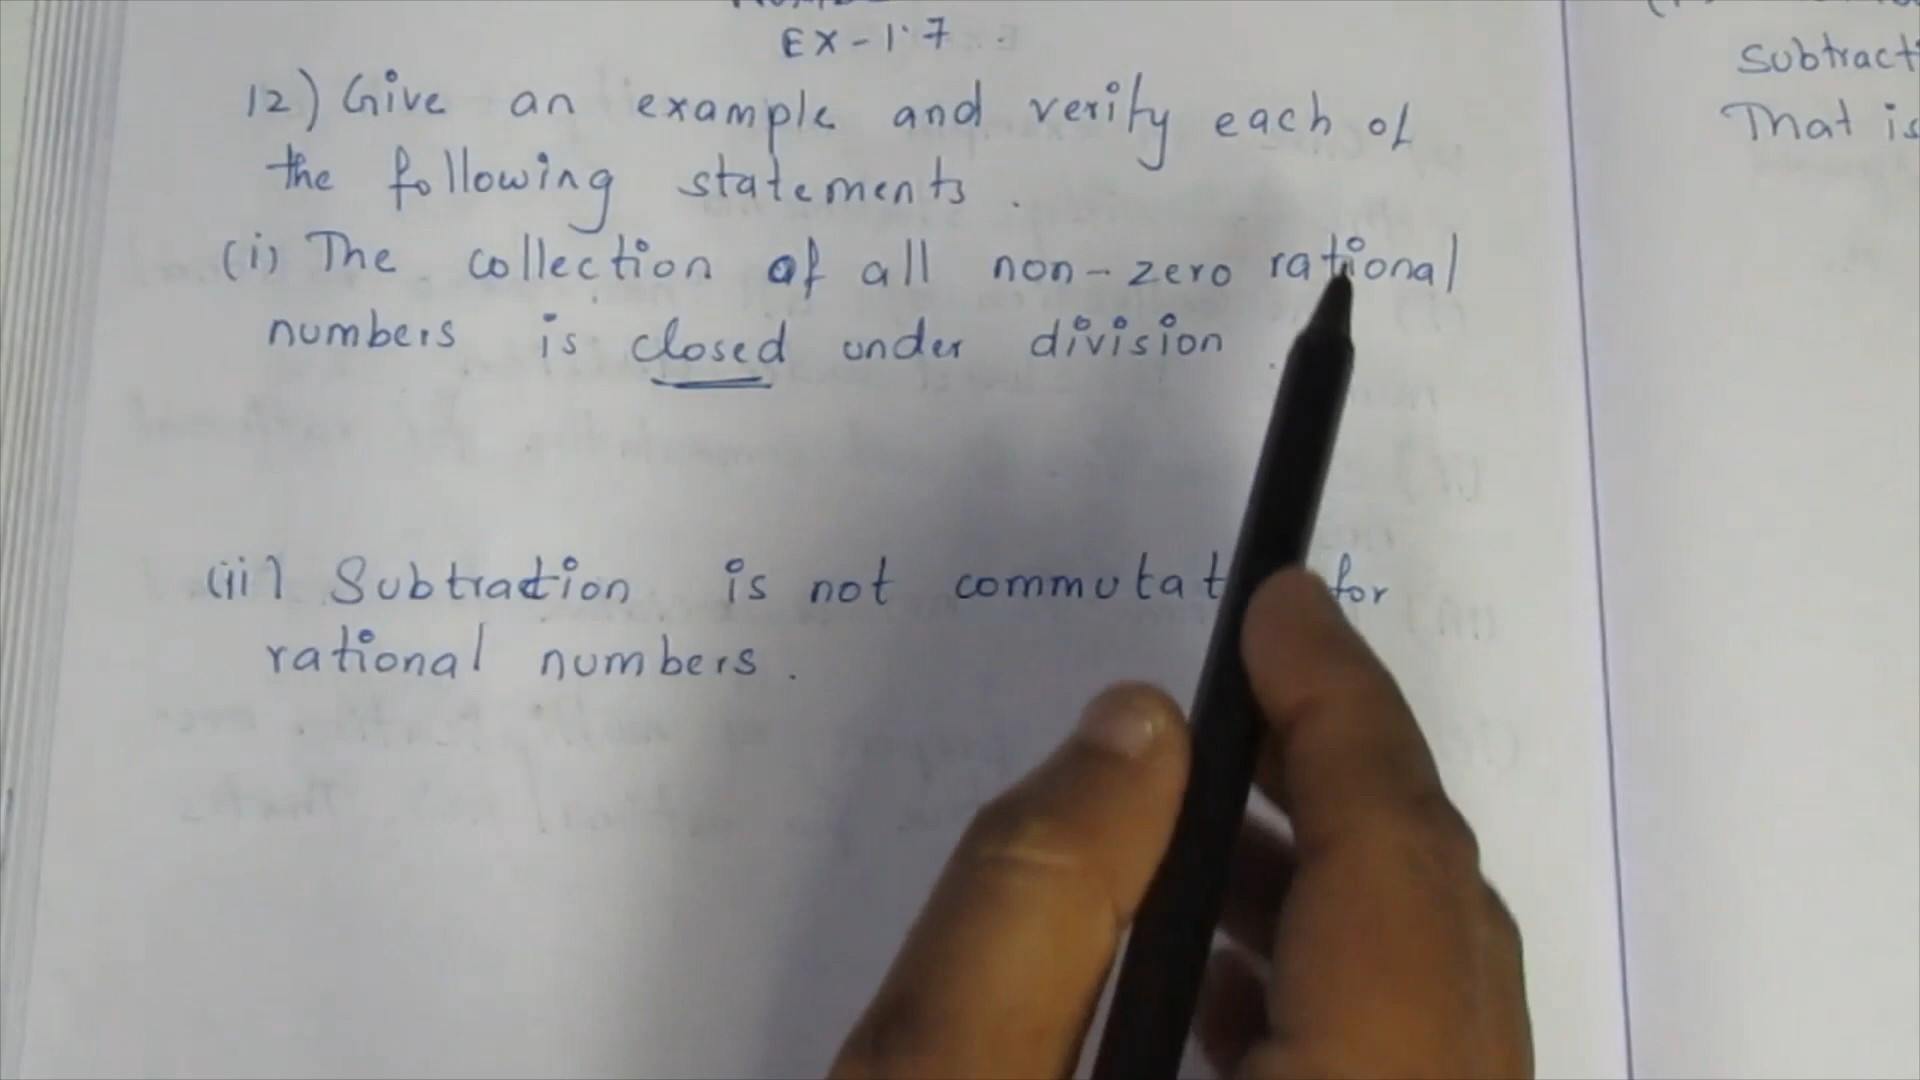 EX-1.7
12) Give an example and verify each of
the following statements.
(i) The collection of all non-zero rational
numbers is closed under division
(ii) Subtraction is not commutat for
rational numbers.
Subtract
That is